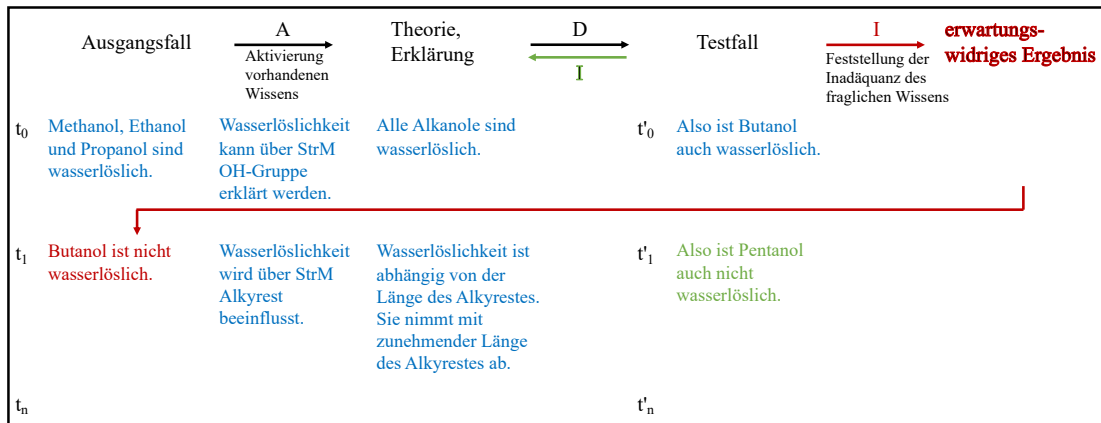 Ausgangsfall
A
Aktivierung
vorhandenen
Wissens
Theorie,
Erklärung
D
I
Testfall
I
Feststellung der
Inadäquanz des
fraglichen Wissens
erwartungs-
widriges Ergebnis
t0
Methanol, Ethanol
und Propanol sind
wasserlöslich.
Wasserlöslichkeit
kann über StrM
OH-Gruppe
erklärt werden.
Alle Alkanole sind
wasserlöslich.
t'0
Also ist Butanol
auch wasserlöslich.
t1
Butanol ist nicht
wasserlöslich.
Wasserlöslichkeit
wird über StrM
Alkyrest
beeinflusst.
Wasserlöslichkeit ist
abhängig von der
Länge des Alkyrestes.
Sie nimmt mit
zunehmender Länge
des Alkyrestes ab.
t'1
Also ist Pentanol
auch nicht
wasserlöslich.
tn
t'n